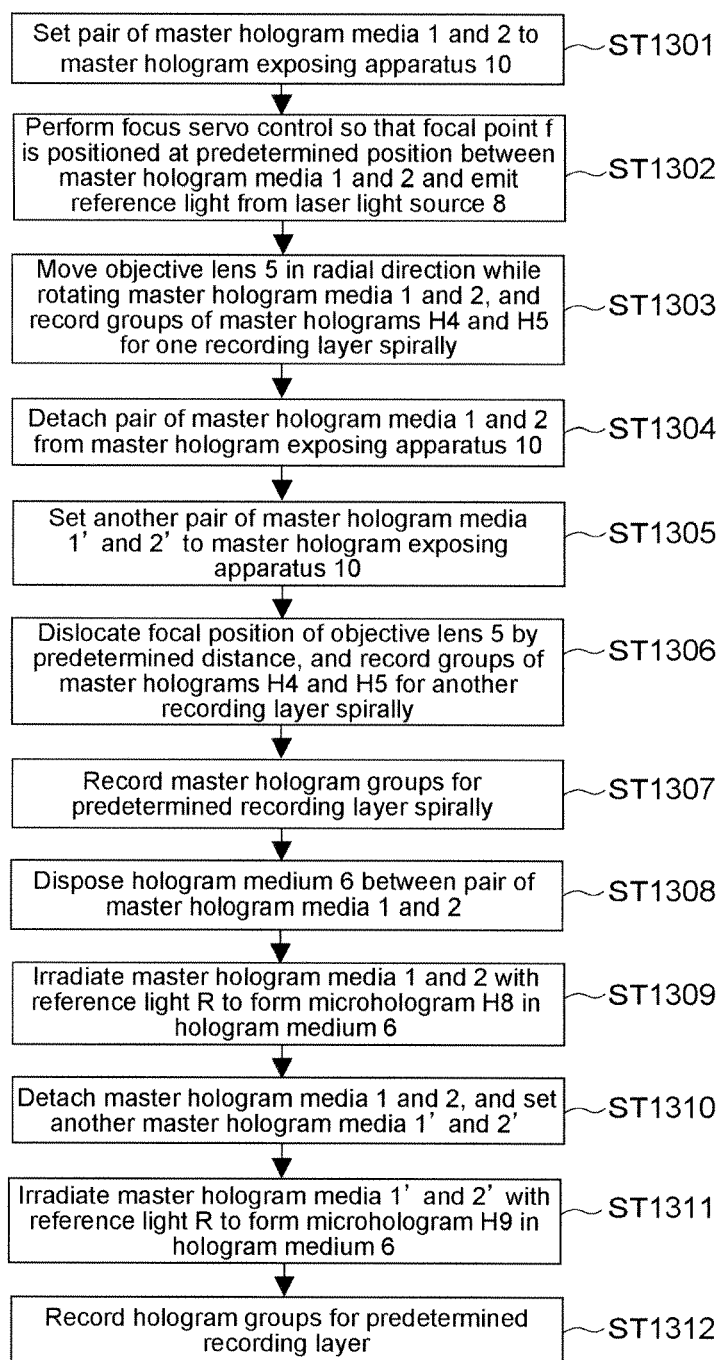 Set pair of master hologram media 1 and 2 to
master hologram exposing apparatus 10
ST1301
Perform focus servo control so that focal point f
is positioned at predetermined position between
master hologram media 1 and 2 and emit
reference light from laser light source 8
ST1302
Move objective lens 5 in radial direction while
rotating master hologram media 1 and 2, and
record groups of master holograms H4 and H5
for one recording layer spirally
ST1303
Detach pair of master hologram media 1 and 2
from master hologram exposing apparatus 10
ST1304
Set another pair of master hologram media
1' and 2' to master hologram exposing
apparatus 10
ST1305
Dislocate focal position of objective lens 5 by
predetermined distance, and record groups of
master holograms H4 and H5 for another
recording layer spirally
ST1306
Record master hologram groups for
predetermined recording layer spirally
ST1307
Dispose hologram medium 6 between pair of
master hologram media 1 and 2
ST1308
Irradiate master hologram media 1 and 2 with
reference light R to form microhologram H8 in
hologram medium 6
ST1309
Detach master hologram media 1 and 2, and set
another master hologram media 1' and 2'
ST1310
Irradiate master hologram media 1' and 2' with
reference light R to form microhologram H9 in
hologram medium 6
ST1311
Record hologram groups for predetermined
recording layer
ST1312